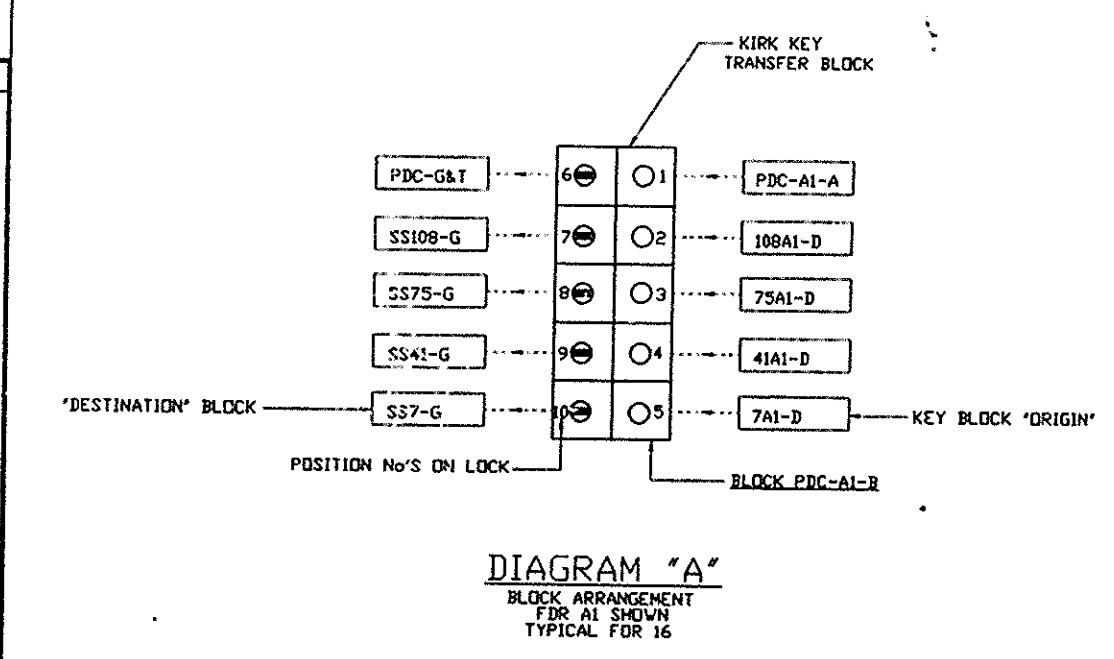 KIRK KEY
TRANSFER BLOCK
PDC-G&T 6 1 PDC-A1-A
SS108-G 7 2 108A1-D
SS75-G 8 3 75A1-D
SS41-G 9 4 41A1-D
"DESTINATION" BLOCK SS7-G 10 5 7A1-D KEY BLOCK "ORIGIN"
POSITION No'S ON LOCK
BLOCK PDC-A1-B
DIAGRAM "A"
BLOCK ARRANGEMENT
FDR A1 SHOWN
TYPICAL FOR 16